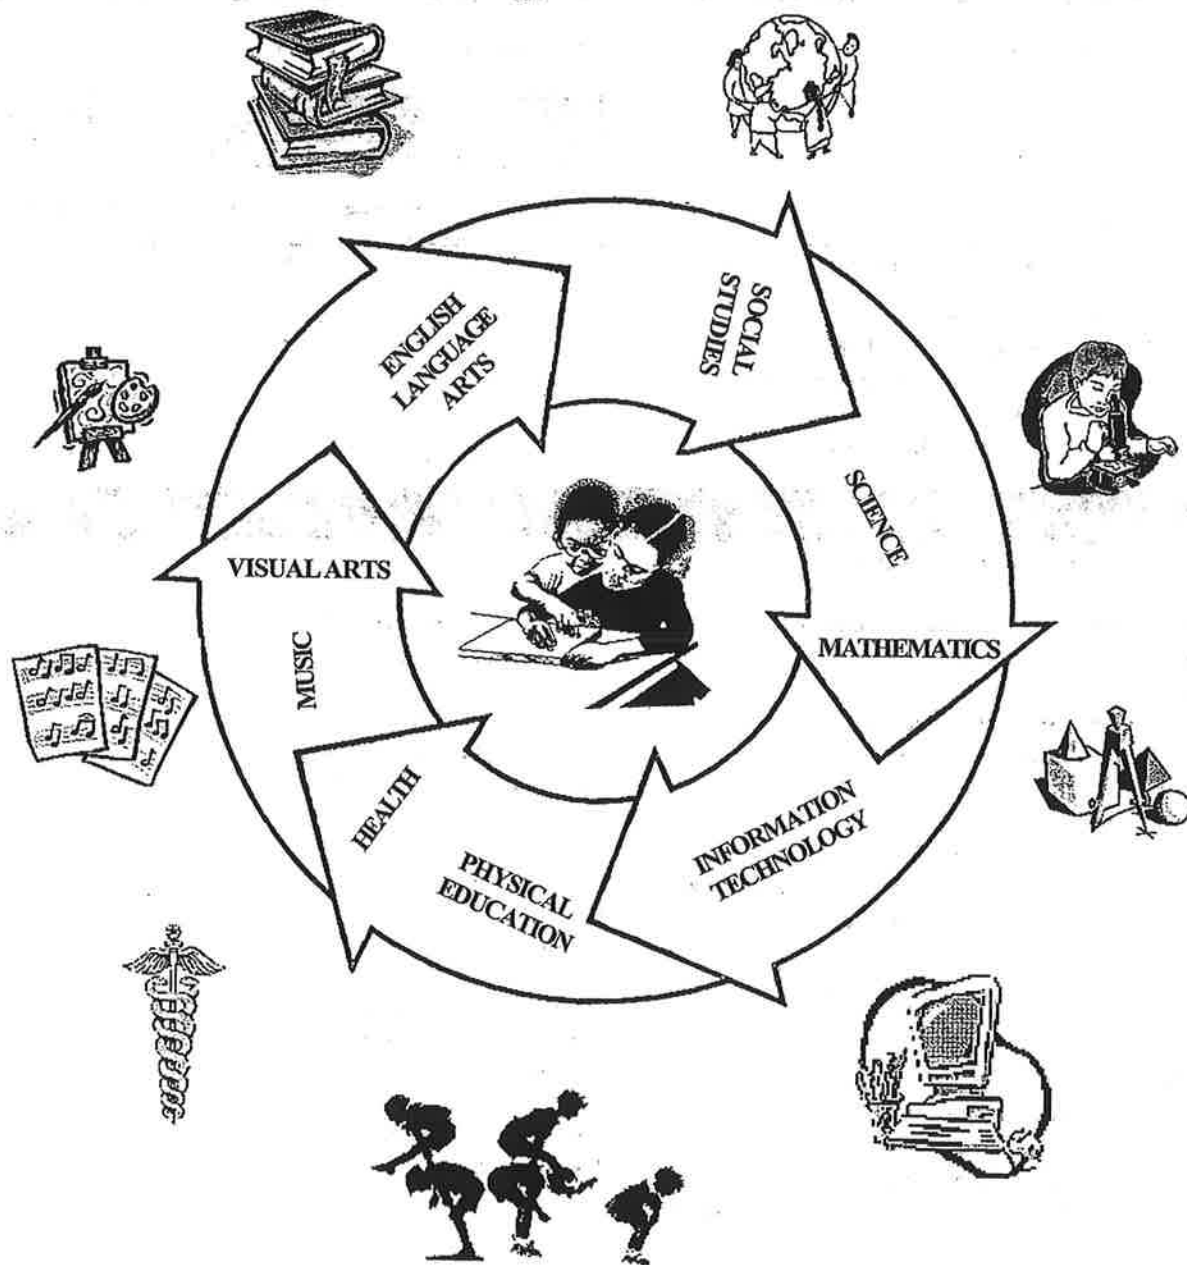 ENGLISH
LANGUAGE
ARTS
SOCIAL
STUDIES
SCIENCE
MATHEMATICS
INFORMATION
TECHNOLOGY
PHYSICAL
EDUCATION
HEALTH
MUSIC
VISUAL ARTS